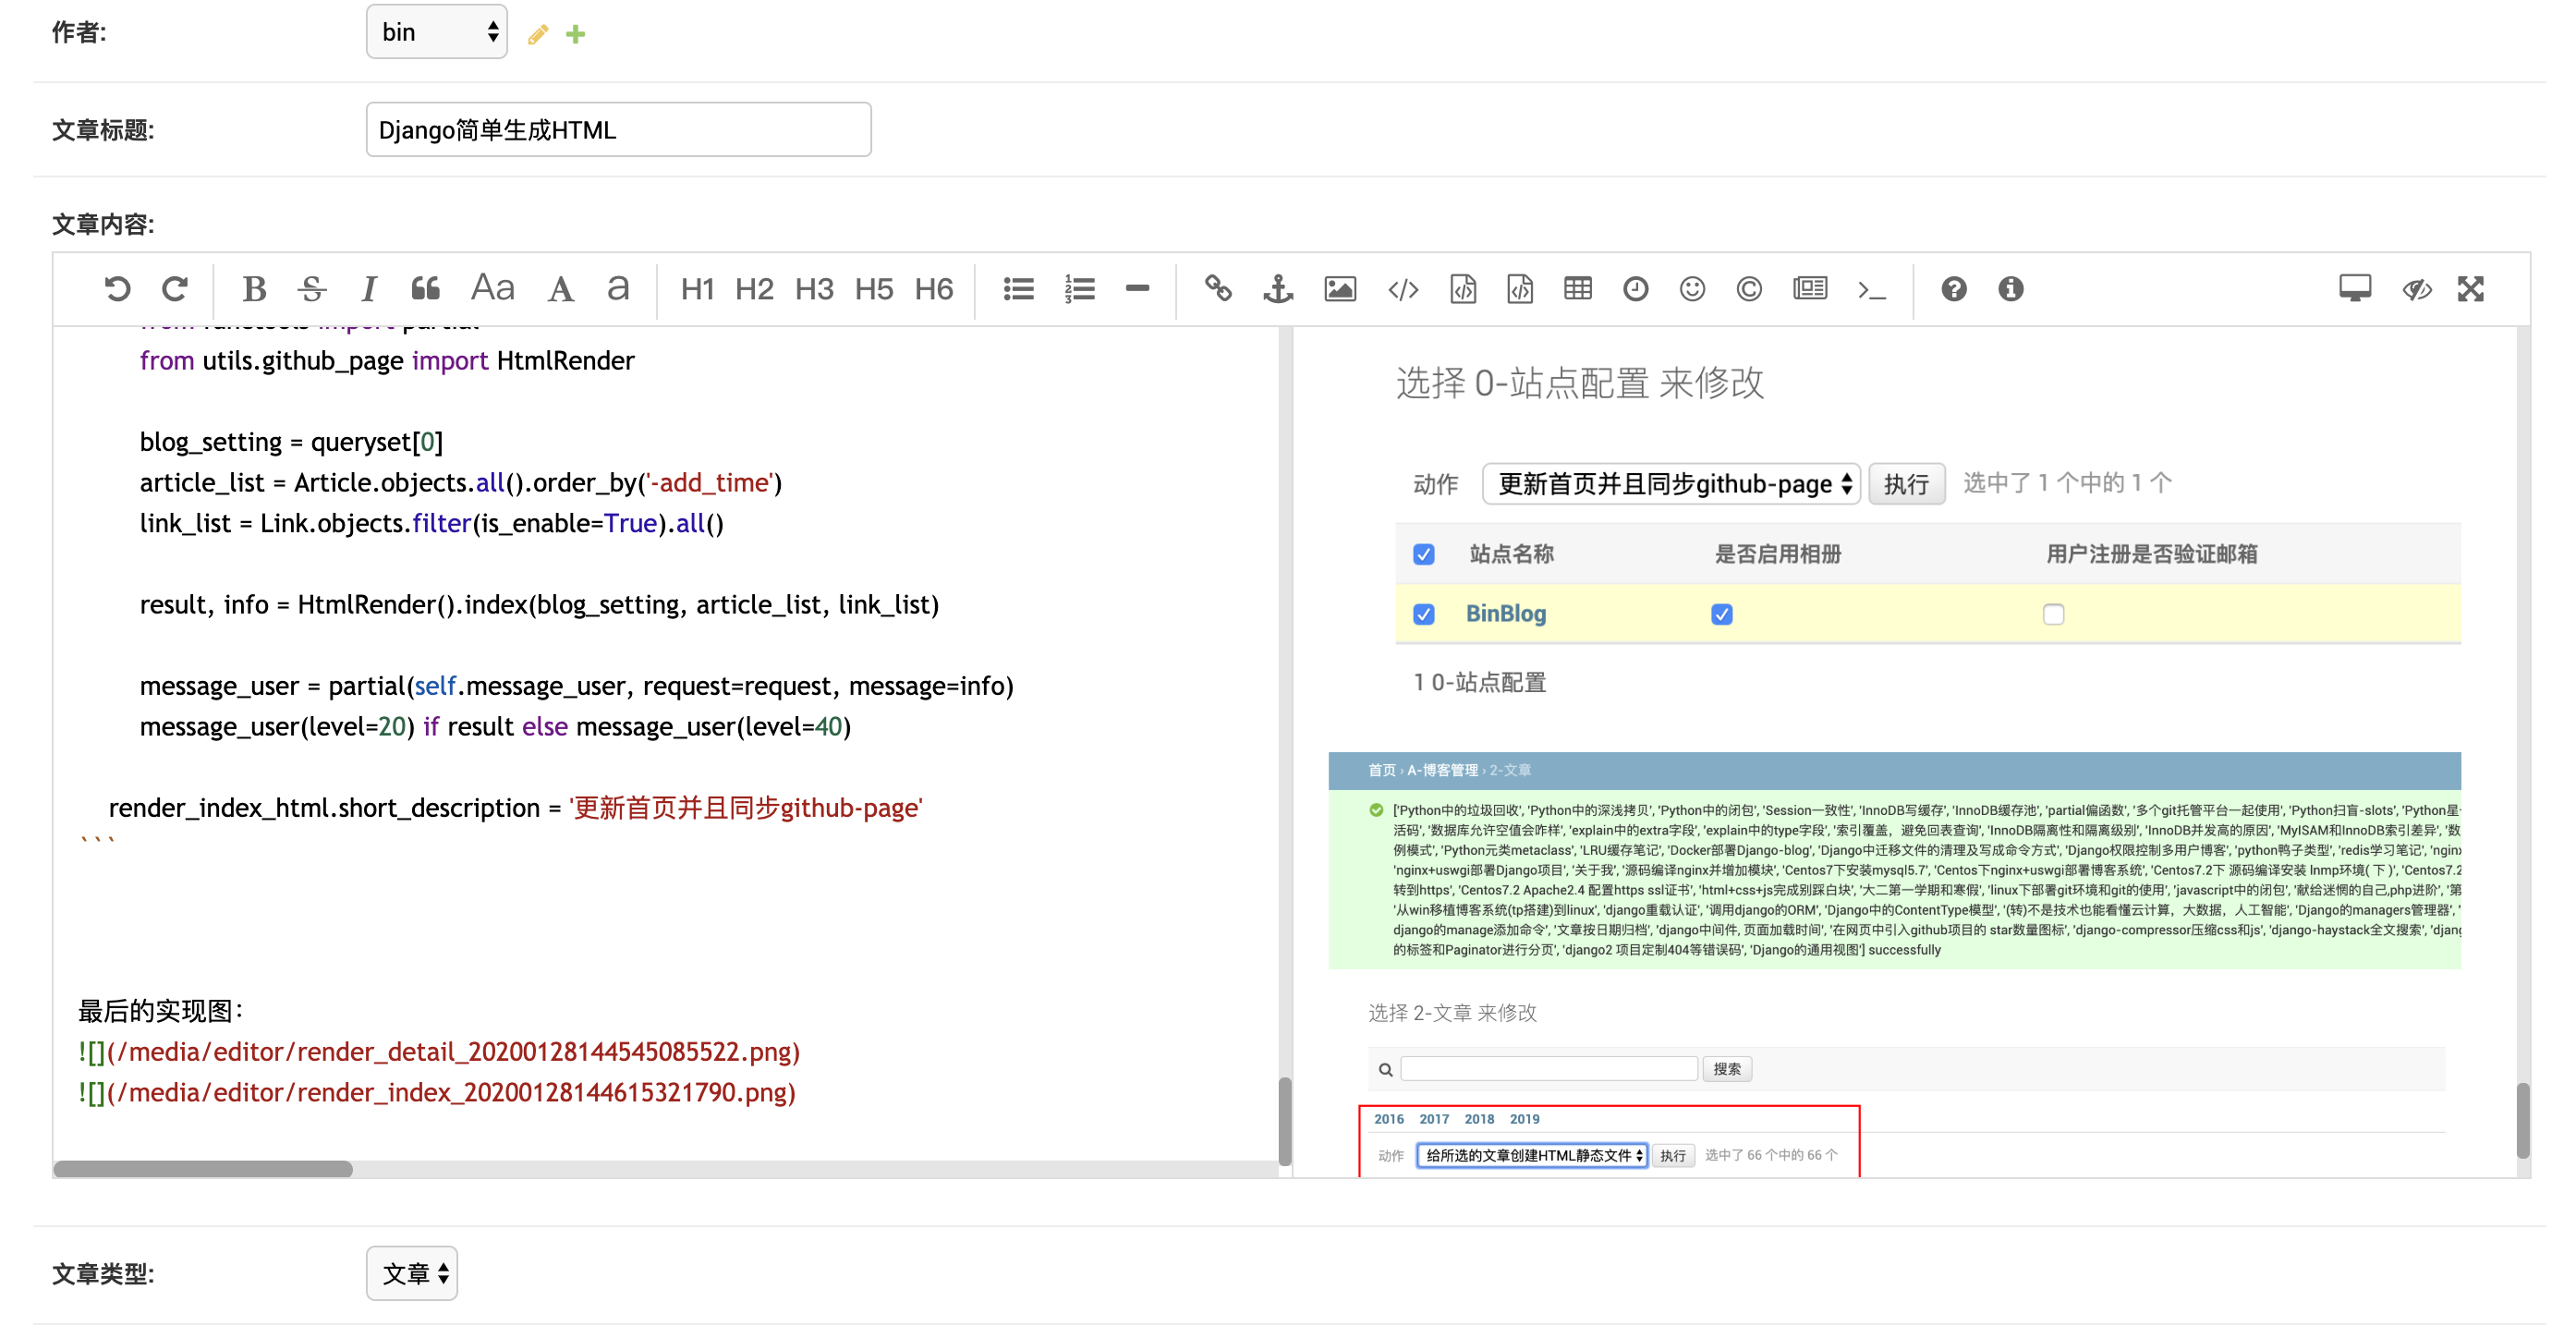 作者:
bin
文章标题:
Django简单生成HTML
文章内容:
B S I Aa A a H1 H2 H3 H5 H6
from functools import partial
from utils.github_page import HtmlRender
blog_setting = queryset[0]
article_list = Article.objects.all().order_by('-add_time')
link_list = Link.objects.filter(is_enable=True).all()
result, info = HtmlRender().index(blog_setting, article_list, link_list)
message_user = partial(self.message_user, request=request, message=info)
message_user(level=20) if result else message_user(level=40)
render_index_html.short_description = '更新首页并且同步github-page'
```
最后的实现图：
![](/media/editor/render_detail_20200128144545085522.png)
![](/media/editor/render_index_20200128144615321790.png)
选择 0-站点配置 来修改
动作 更新首页并且同步github-page 执行 选中了 1 个中的 1 个
站点名称 是否启用相册 用户注册是否验证邮箱
BinBlog
1 0-站点配置
首页 › A-博客管理 › 2-文章
['Python中的垃圾回收', 'Python中的深浅拷贝', 'Python中的闭包', 'Session一致性', 'InnoDB写缓存', 'InnoDB缓存池', 'partial偏函数', '多个git托管平台一起使用', 'Python扫盲-slots', 'Python星
活码', '数据库允许空值会咋样', 'explain中的extra字段', 'explain中的type字段', '索引覆盖，避免回表查询', 'InnoDB隔离性和隔离级别', 'InnoDB并发高的原因', 'MyISAM和InnoDB索引差异', '数
例模式', 'Python元类metaclass', 'LRU缓存笔记', 'Docker部署Django-blog', 'Django中迁移文件的清理及写成命令方式', 'Django权限控制多用户博客', 'python鸭子类型', 'redis学习笔记', 'nginx
'nginx+uswgi部署Django项目', '关于我', '源码编译nginx并增加模块', 'Centos7下安装mysql5.7', 'Centos下nginx+uswgi部署博客系统', 'Centos7.2下 源码编译安装 lnmp环境( 下 )', 'Centos7.2
转到https', 'Centos7.2 Apache2.4 配置https ssl证书', 'html+css+js完成别踩白块', '大二第一学期和寒假', 'linux下部署git环境和git的使用', 'javascript中的闭包', '献给迷惘的自己,php进阶', '第
'从win移植博客系统(tp搭建)到linux', 'django重载认证', '调用django的ORM', 'Django中的ContentType模型', '(转)不是技术也能看懂云计算，大数据，人工智能', 'Django的managers管理器', '
django的manage添加命令', '文章按日期归档', 'django中间件, 页面加载时间', '在网页中引入github项目的 star数量图标', 'django-compressor压缩css和js', 'django-haystack全文搜索', 'djang
的标签和Paginator进行分页', 'django2 项目定制404等错误码', 'Django的通用视图'] successfully
选择 2-文章 来修改
搜索
2016 2017 2018 2019
动作 给所选的文章创建HTML静态文件 执行 选中了 66 个中的 66 个
文章类型:
文章